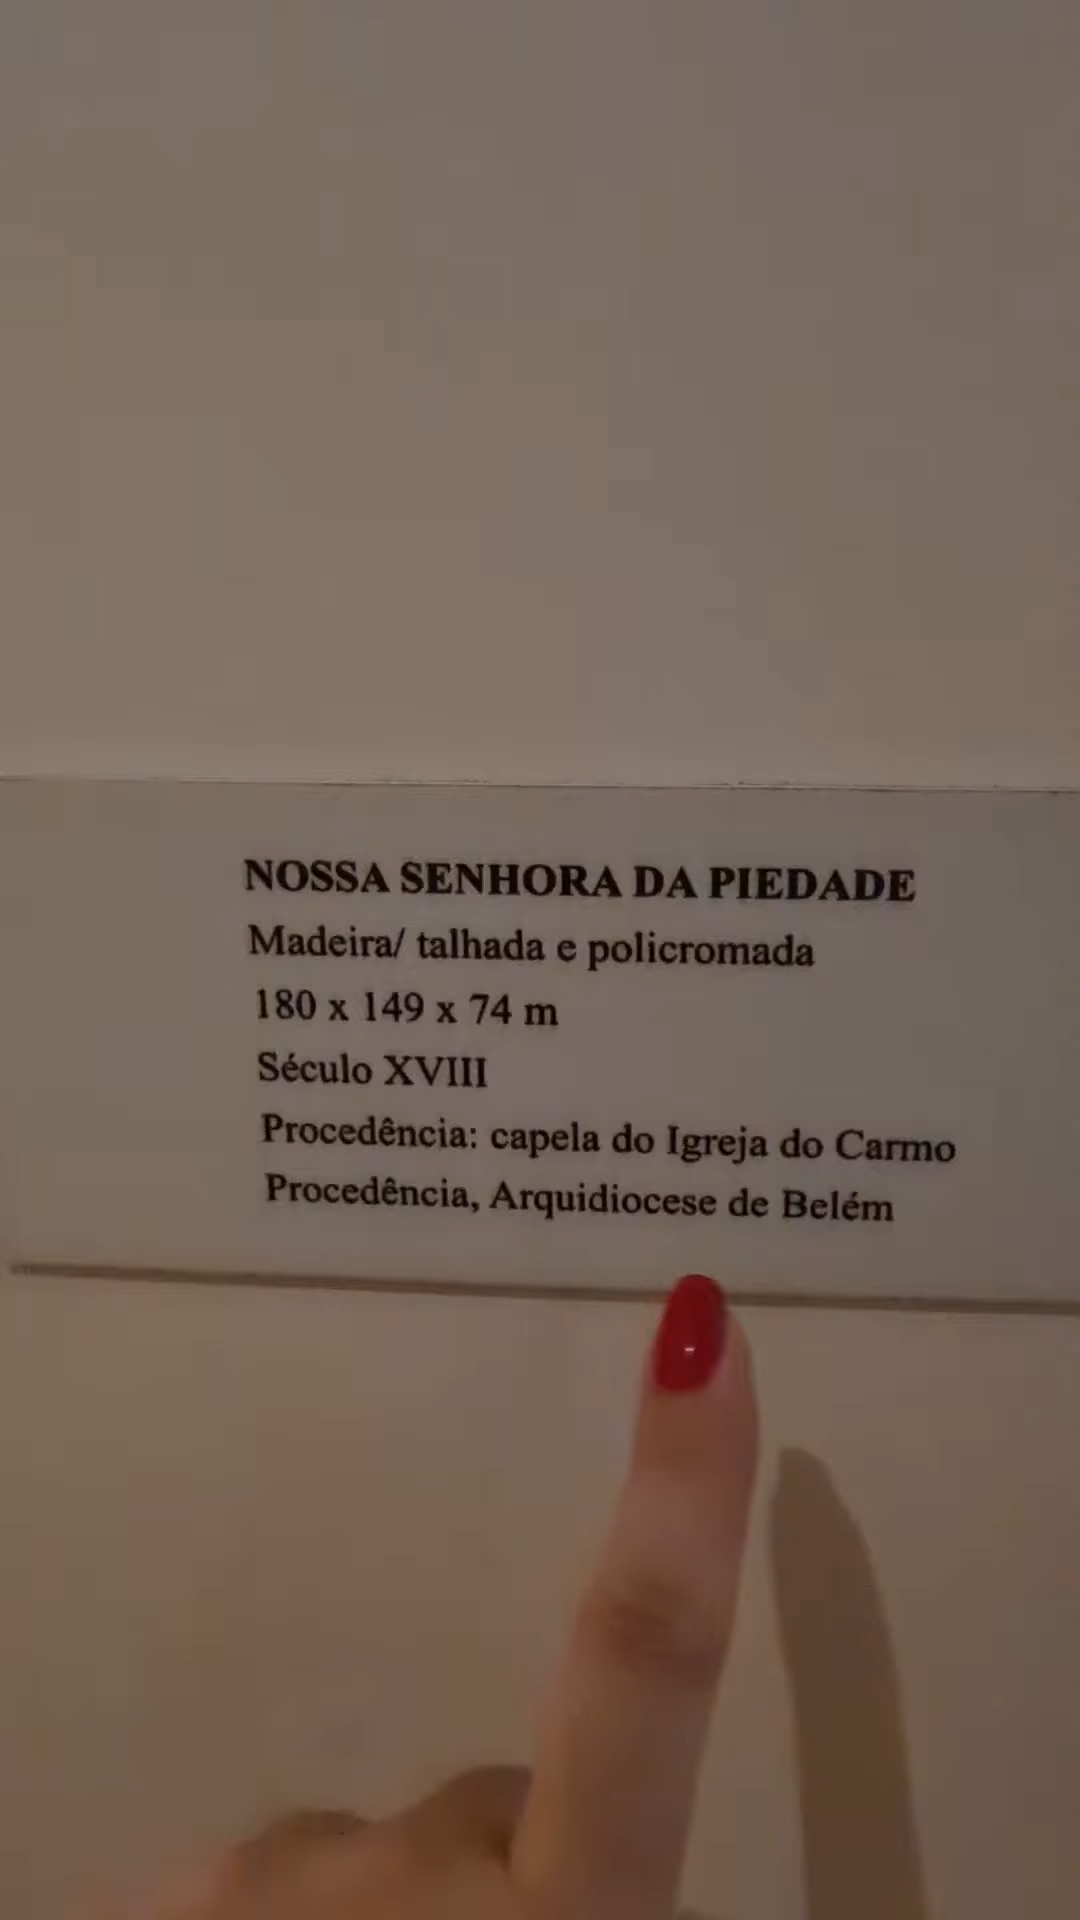 NOSSA SENHORA DA PIEDADE
Madeira/ talhada e policromada
180 x 149 x 74 m
Século XVIII
Procedência: capela do Igreja do Carmo
Procedência, Arquidiocese de Belém